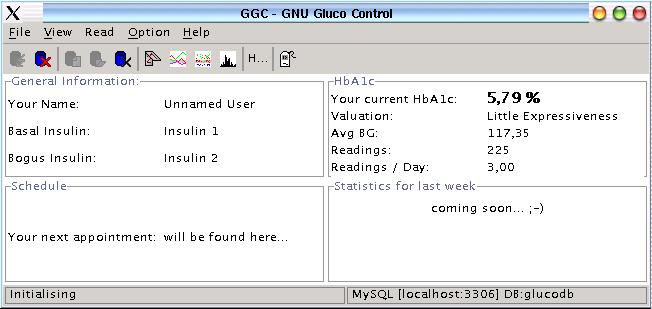 GGC - GNU Gluco Control
File View Read Option Help
H...
General Information:
Your Name: Unnamed User
Basal Insulin: Insulin 1
Bogus Insulin: Insulin 2
HbA1c
Your current HbA1c: 5,79 %
Valuation: Little Expressiveness
Avg BG: 117,35
Readings: 225
Readings / Day: 3,00
Schedule
Your next appointment: will be found here...
Statistics for last week
coming soon... ;-)
Initialising
MySQL [localhost:3306] DB:glucodb